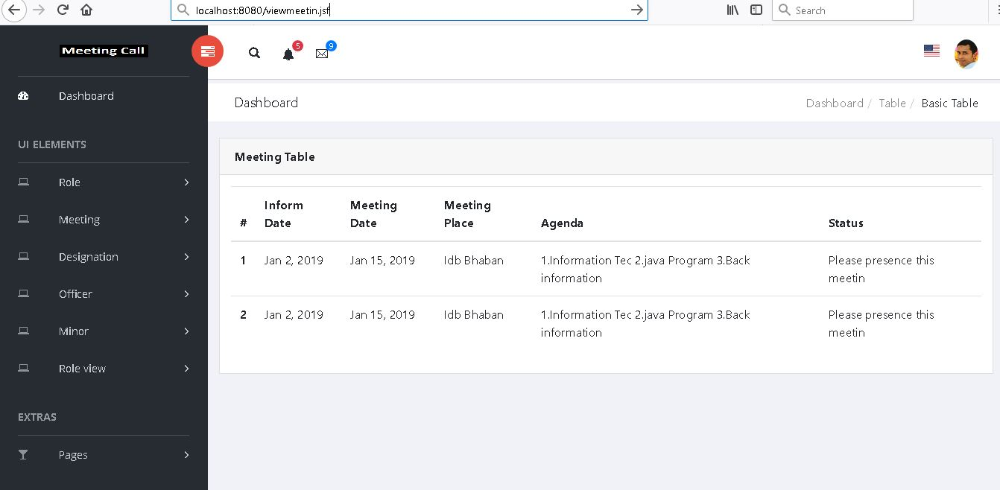 localhost:8080/viewmeetin.jsf
Search
Meeting Call
5
9
Dashboard
UI ELEMENTS
Role
Meeting
Designation
Officer
Minor
Role view
EXTRAS
Pages
Dashboard
Dashboard / Table / Basic Table
Meeting Table
# Inform Date Meeting Date Meeting Place Agenda Status
1 Jan 2, 2019 Jan 15, 2019 Idb Bhaban 1.Information Tec 2.java Program 3.Back Please presence this
information meetin
2 Jan 2, 2019 Jan 15, 2019 Idb Bhaban 1.Information Tec 2.java Program 3.Back Please presence this
information meetin